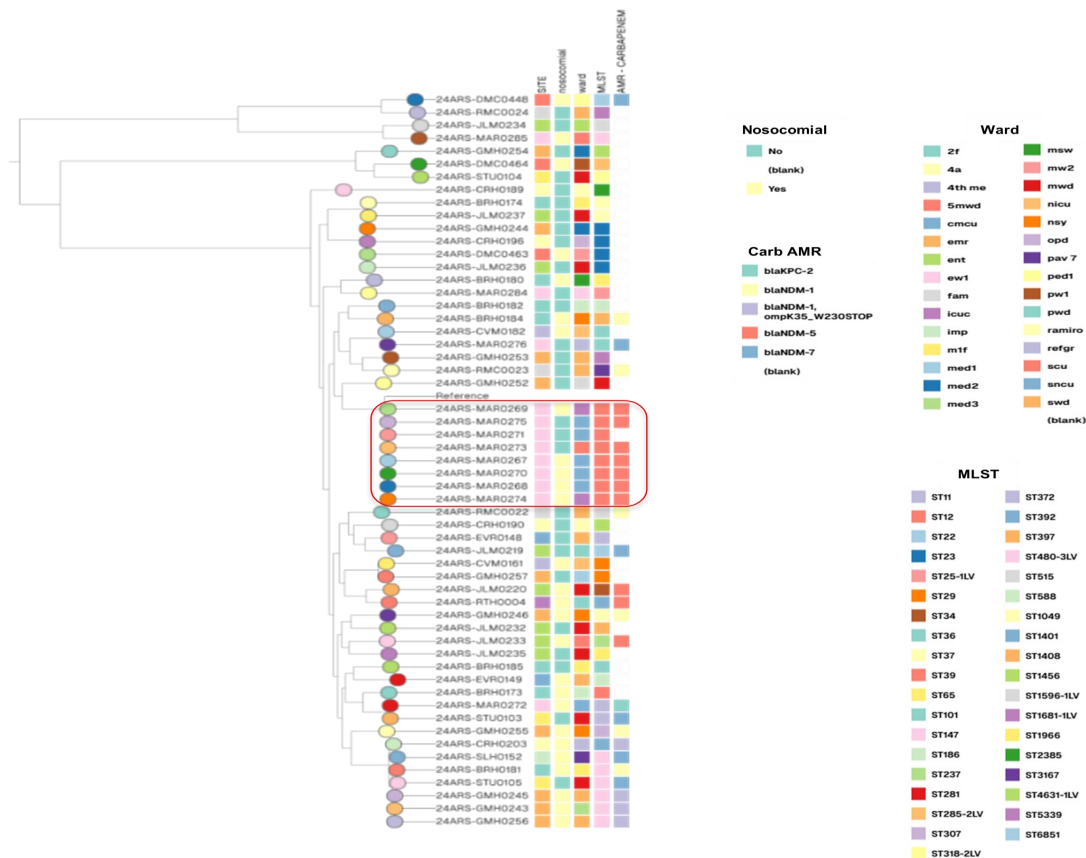 SITE
nosocomial
ward
MLST
AMR - CARBAPENEM
24ARS-DMC0448
24ARS-RMC0024
24ARS-JLM0234
24ARS-MAR0285
24ARS-GMH0254
24ARS-DMC0464
24ARS-STU0104
24ARS-CRH0189
24ARS-BRH0174
24ARS-JLM0237
24ARS-GMH0244
24ARS-CRH0196
24ARS-DMC0463
24ARS-JLM0236
24ARS-BRH0180
24ARS-MAR0284
24ARS-BRH0182
24ARS-BRH0184
24ARS-CVM0182
24ARS-MAR0276
24ARS-GMH0253
24ARS-RMC0023
24ARS-GMH0252
Reference
24ARS-MAR0269
24ARS-MAR0275
24ARS-MAR0271
24ARS-MAR0273
24ARS-MAR0267
24ARS-MAR0270
24ARS-MAR0268
24ARS-MAR0274
24ARS-RMC0022
24ARS-CRH0190
24ARS-EVR0148
24ARS-JLM0219
24ARS-CVM0161
24ARS-GMH0257
24ARS-JLM0220
24ARS-RTH0004
24ARS-GMH0246
24ARS-JLM0232
24ARS-JLM0233
24ARS-JLM0235
24ARS-BRH0185
24ARS-EVR0149
24ARS-BRH0173
24ARS-MAR0272
24ARS-STU0103
24ARS-GMH0255
24ARS-CRH0203
24ARS-SLH0152
24ARS-BRH0181
24ARS-STU0105
24ARS-GMH0245
24ARS-GMH0243
24ARS-GMH0256
Nosocomial
No
(blank)
Yes
Carb AMR
blaKPC-2
blaNDM-1
blaNDM-1,
ompK35_W230STOP
blaNDM-5
blaNDM-7
(blank)
Ward
2f
4a
4th me
5mwd
cmcu
emr
ent
ew1
fam
icuc
imp
m1f
med1
med2
med3
msw
mw2
mwd
nicu
nsy
opd
pav 7
ped1
pw1
pwd
ramiro
refgr
scu
sncu
swd
(blank)
MLST
ST11
ST12
ST22
ST23
ST25-1LV
ST29
ST34
ST36
ST37
ST39
ST65
ST101
ST147
ST186
ST237
ST281
ST285-2LV
ST307
ST318-2LV
ST372
ST392
ST397
ST480-3LV
ST515
ST588
ST1049
ST1401
ST1408
ST1456
ST1596-1LV
ST1681-1LV
ST1966
ST2385
ST3167
ST4631-1LV
ST5339
ST6851